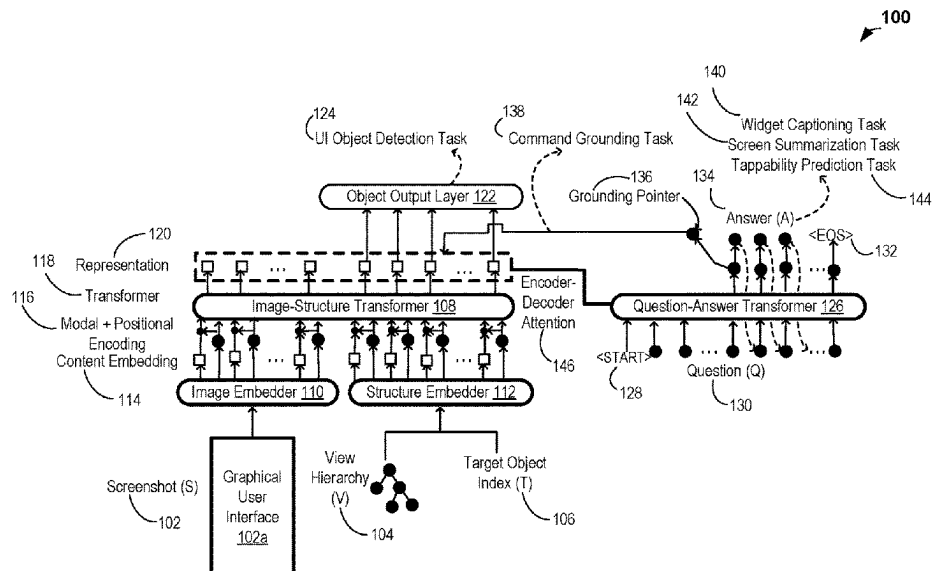 100
140
142
Widget Captioning Task
Screen Summarization Task
Tappability Prediction Task
144
124
UI Object Detection Task
138
Command Grounding Task
136
Grounding Pointer
134
Answer (A)
<EOS>
132
Object Output Layer 122
120
Representation
118
Transformer
116
Modal + Positional
Encoding
Content Embedding
114
Image-Structure Transformer 108
Encoder-
Decoder
Attention
146
Question-Answer Transformer 126
<START>
128
Question (Q)
130
Image Embedder 110
Structure Embedder 112
Screenshot (S)
102
Graphical
User
Interface
102a
View
Hierarchy
(V)
104
Target Object
Index (T)
106